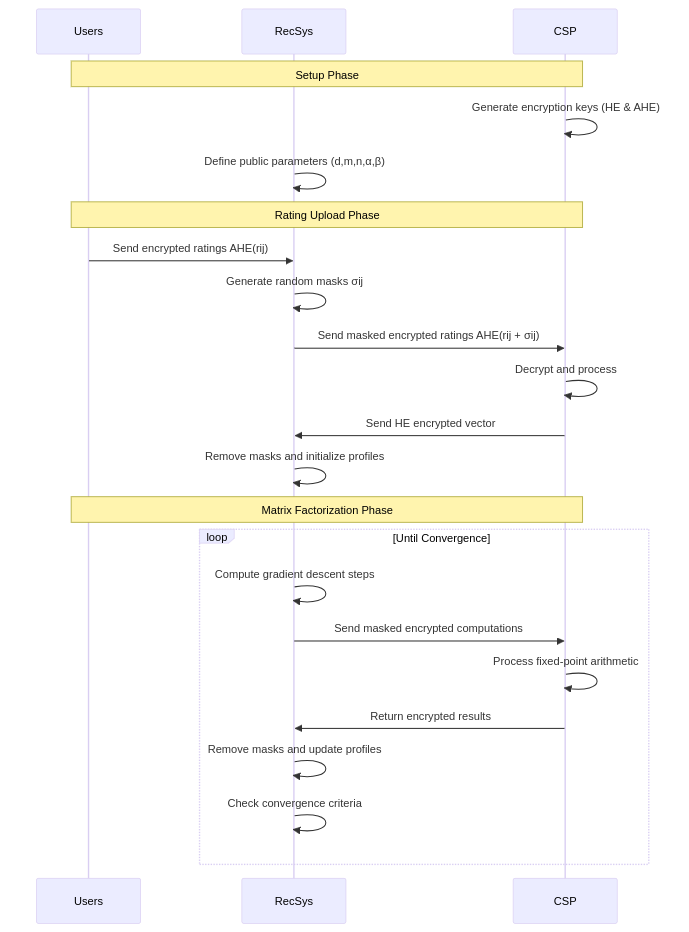 Users
RecSys
CSP
Setup Phase
Generate encryption keys (HE & AHE)
Define public parameters (d,m,n,α,β)
Rating Upload Phase
Send encrypted ratings AHE(rij)
Generate random masks σij
Send masked encrypted ratings AHE(rij + σij)
Decrypt and process
Send HE encrypted vector
Remove masks and initialize profiles
Matrix Factorization Phase
loop
[Until Convergence]
Compute gradient descent steps
Send masked encrypted computations
Process fixed-point arithmetic
Return encrypted results
Remove masks and update profiles
Check convergence criteria
Users
RecSys
CSP